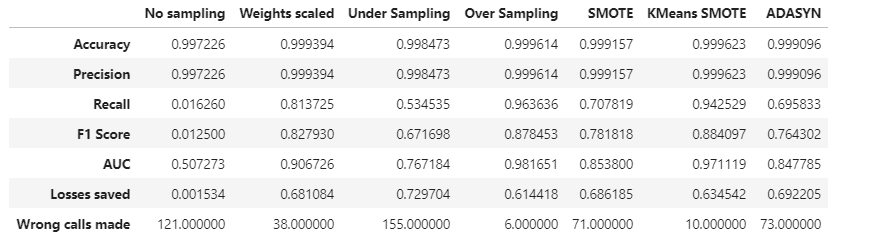 No sampling Weights scaled Under Sampling Over Sampling SMOTE KMeans SMOTE ADASYN
Accuracy 0.997226 0.999394 0.998473 0.999614 0.999157 0.999623 0.999096
Precision 0.997226 0.999394 0.998473 0.999614 0.999157 0.999623 0.999096
Recall 0.016260 0.813725 0.534535 0.963636 0.707819 0.942529 0.695833
F1 Score 0.012500 0.827930 0.671698 0.878453 0.781818 0.884097 0.764302
AUC 0.507273 0.906726 0.767184 0.981651 0.853800 0.971119 0.847785
Losses saved 0.001534 0.681084 0.729704 0.614418 0.686185 0.634542 0.692205
Wrong calls made 121.000000 38.000000 155.000000 6.000000 71.000000 10.000000 73.000000